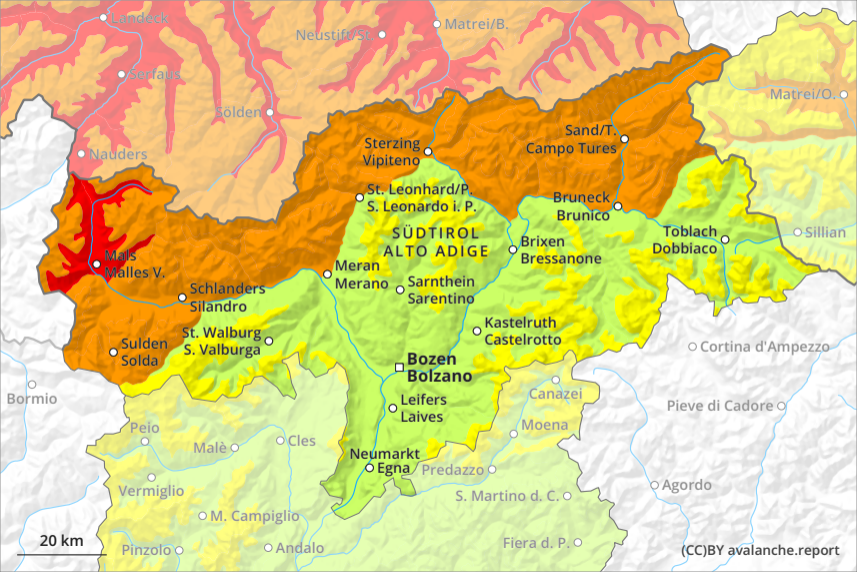 Landeck
Matrei/B.
Neustift/St.
Serfaus
Matrei/O.
Sölden
Sand/T.
Campo Tures
Sterzing
Vipiteno
Nauders
St. Leonhard/P.
S. Leonardo i. P.
Bruneck
Brunico
SÜDTIROL
ALTO ADIGE
Toblach
Dobbiaco
Sillian
Brixen
Bressanone
Mals
Malles V.
Meran
Merano
Sarnthein
Sarentino
Schlanders
Silandro
Kastelruth
Castelrotto
St. Walburg
S. Valburga
Sulden
Solda
Cortina d'Ampezzo
Bozen
Bolzano
Bormio
Canazei
Leifers
Laives
Pieve di Cadore
Peio
Moena
Cles
Malè
Neumarkt
Egna
Predazzo
Vermiglio
Agordo
S. Martino d. C.
M. Campiglio
20 km
Pinzolo
Andalo
Fiera d. P.
(CC)BY avalanche.report